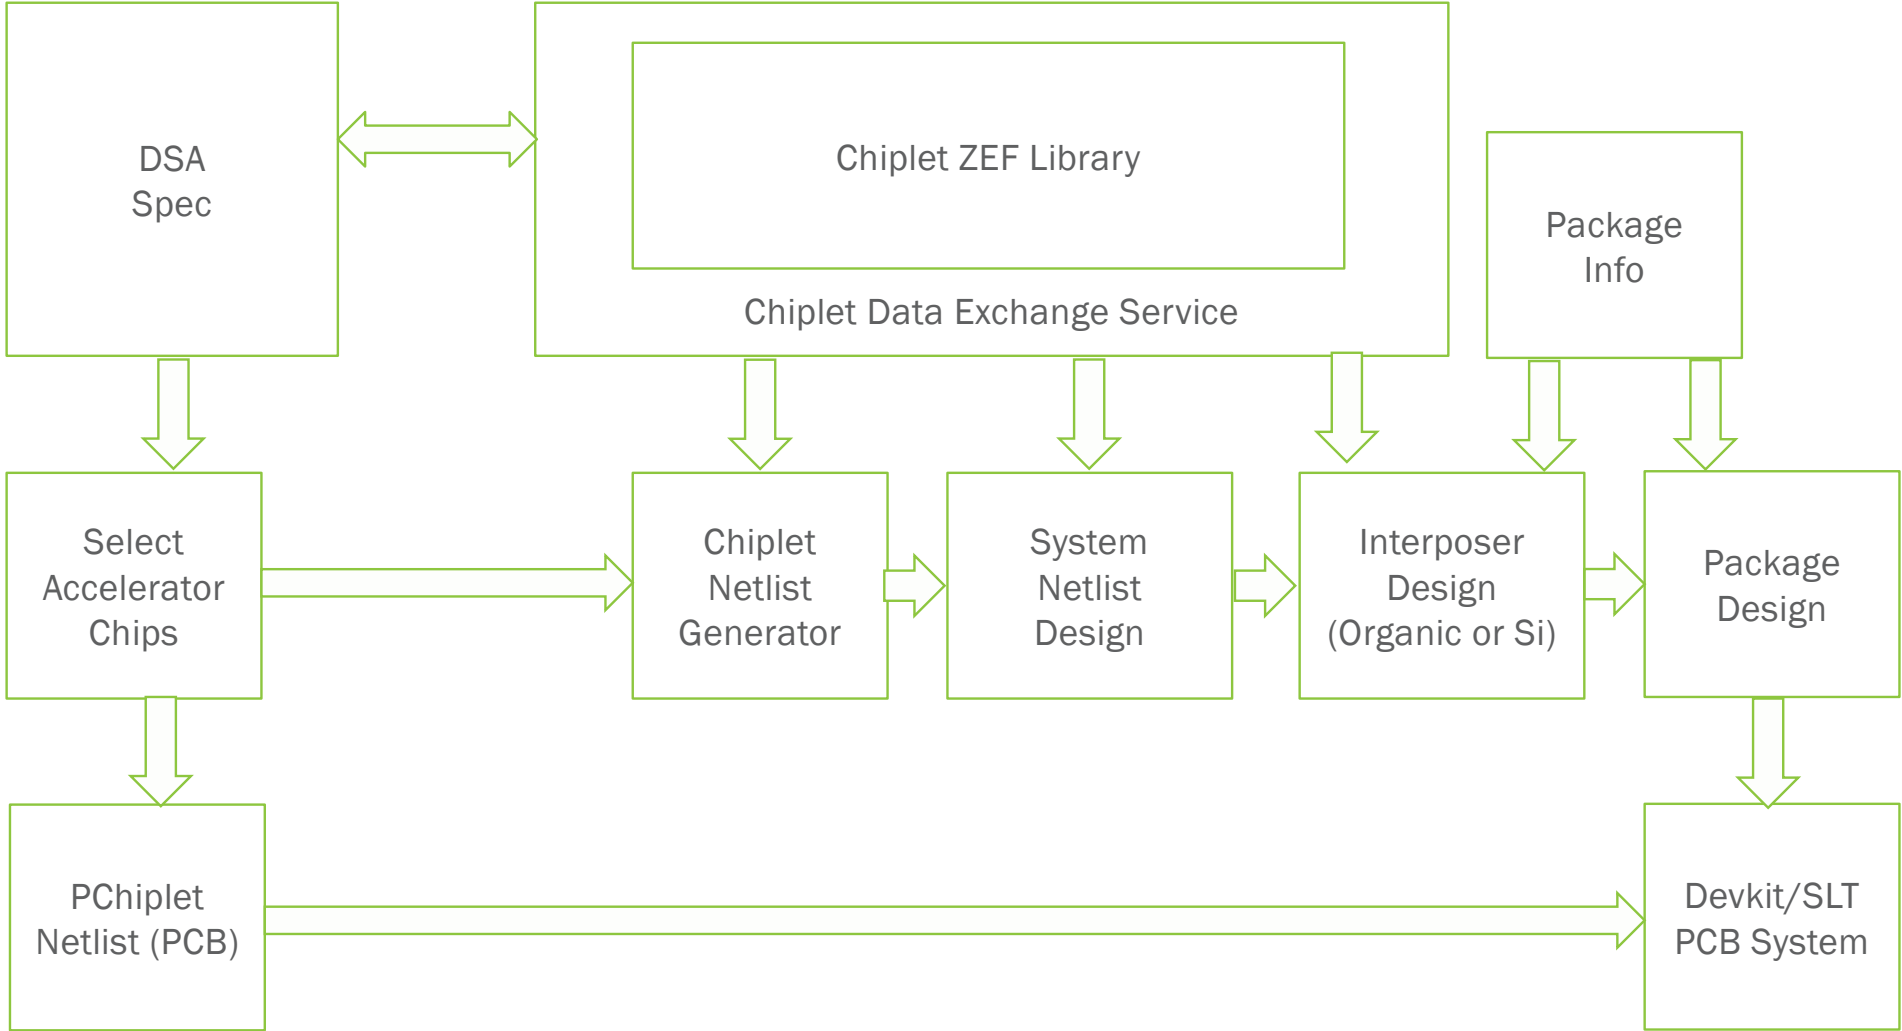 DSA
Spec
Chiplet ZEF Library
Chiplet Data Exchange Service
Package
Info
Select
Accelerator
Chips
Chiplet
Netlist
Generator
System
Netlist
Design
Interposer
Design
(Organic or Si)
Package
Design
PChiplet
Netlist (PCB)
Devkit/SLT
PCB System